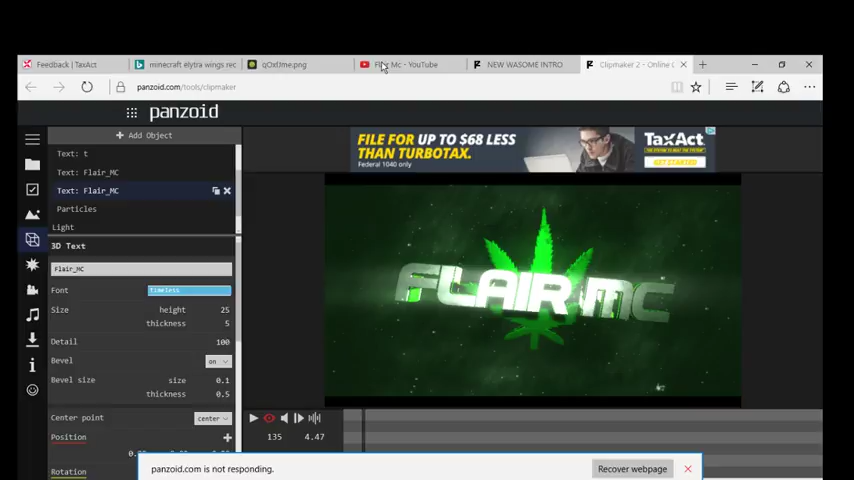 Feedback | TaxAct
minecraft elytra wings rec
qOxUme.png
Mc - YouTube
NEW WASOME INTRO
Clipmaker 2 - Online
panzoid.com/tools/clipmaker
panzoid
Add Object
Text: t
Text: Flair_MC
Text: Flair_MC
Particles
Light
3D Text
Flair_MC
Font timeless
Size height 25
thickness 5
Detail 100
Bevel on
Bevel size size 0.1
thickness 0.5
Center point center
Position
Rotation
FILE FOR UP TO $68 LESS
THAN TURBOTAX.
Federal 1040 only
TaxAct
GET STARTED
FLAIR MC
135 4.47
panzoid.com is not responding.
Recover webpage